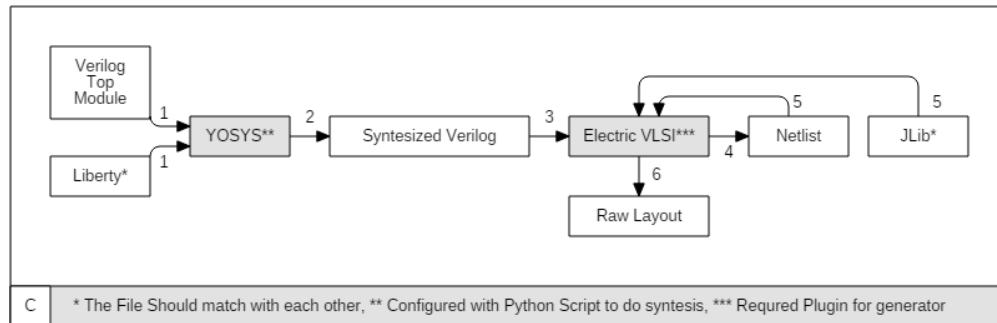 Verilog
Top
Module
1
YOSYS**
2
Syntesized Verilog
3
Electric VLSI***
4
Netlist
5
JLib*
5
Liberty*
1
6
Raw Layout
C
* The File Should match with each other, ** Configured with Python Script to do syntesis, *** Requred Plugin for generator